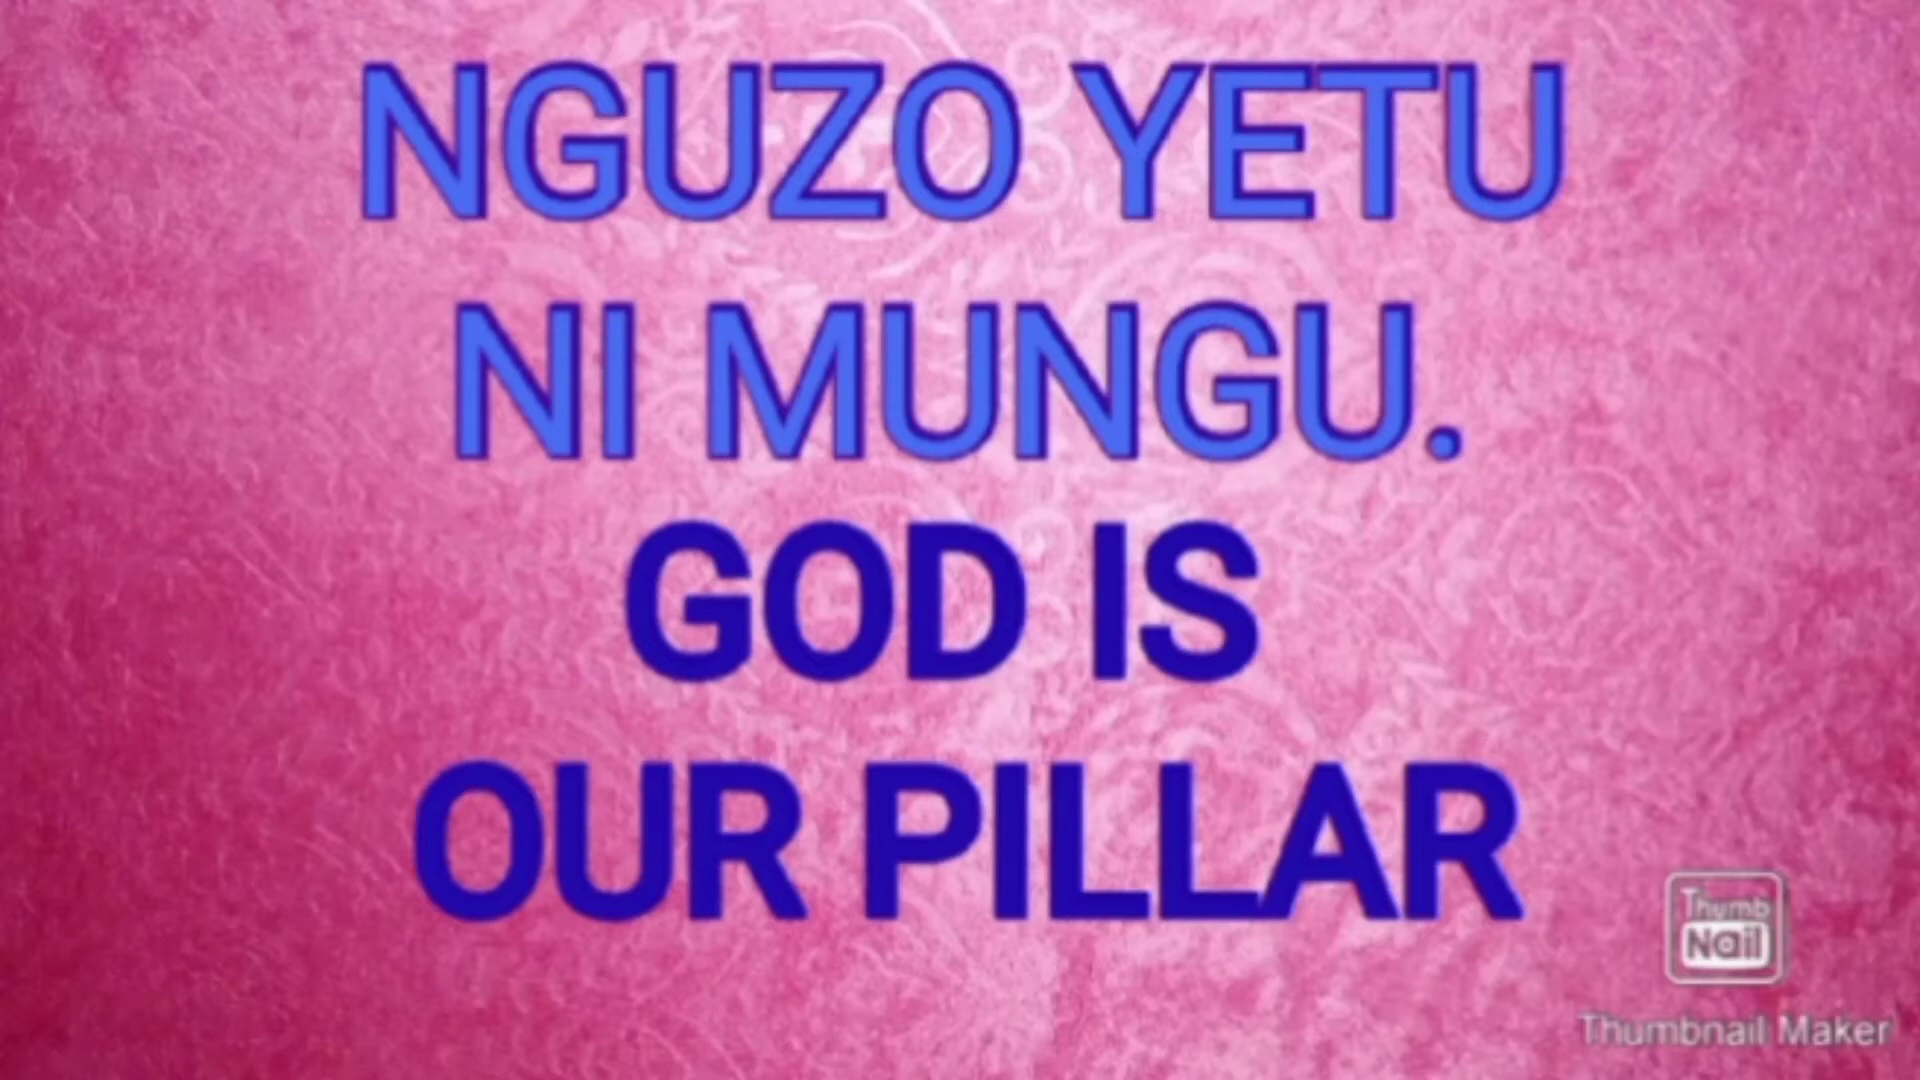 NGUZO YETU
NI MUNGU.
GOD IS
OUR PILLAR
Thumb
Nail
Thumbnail Maker